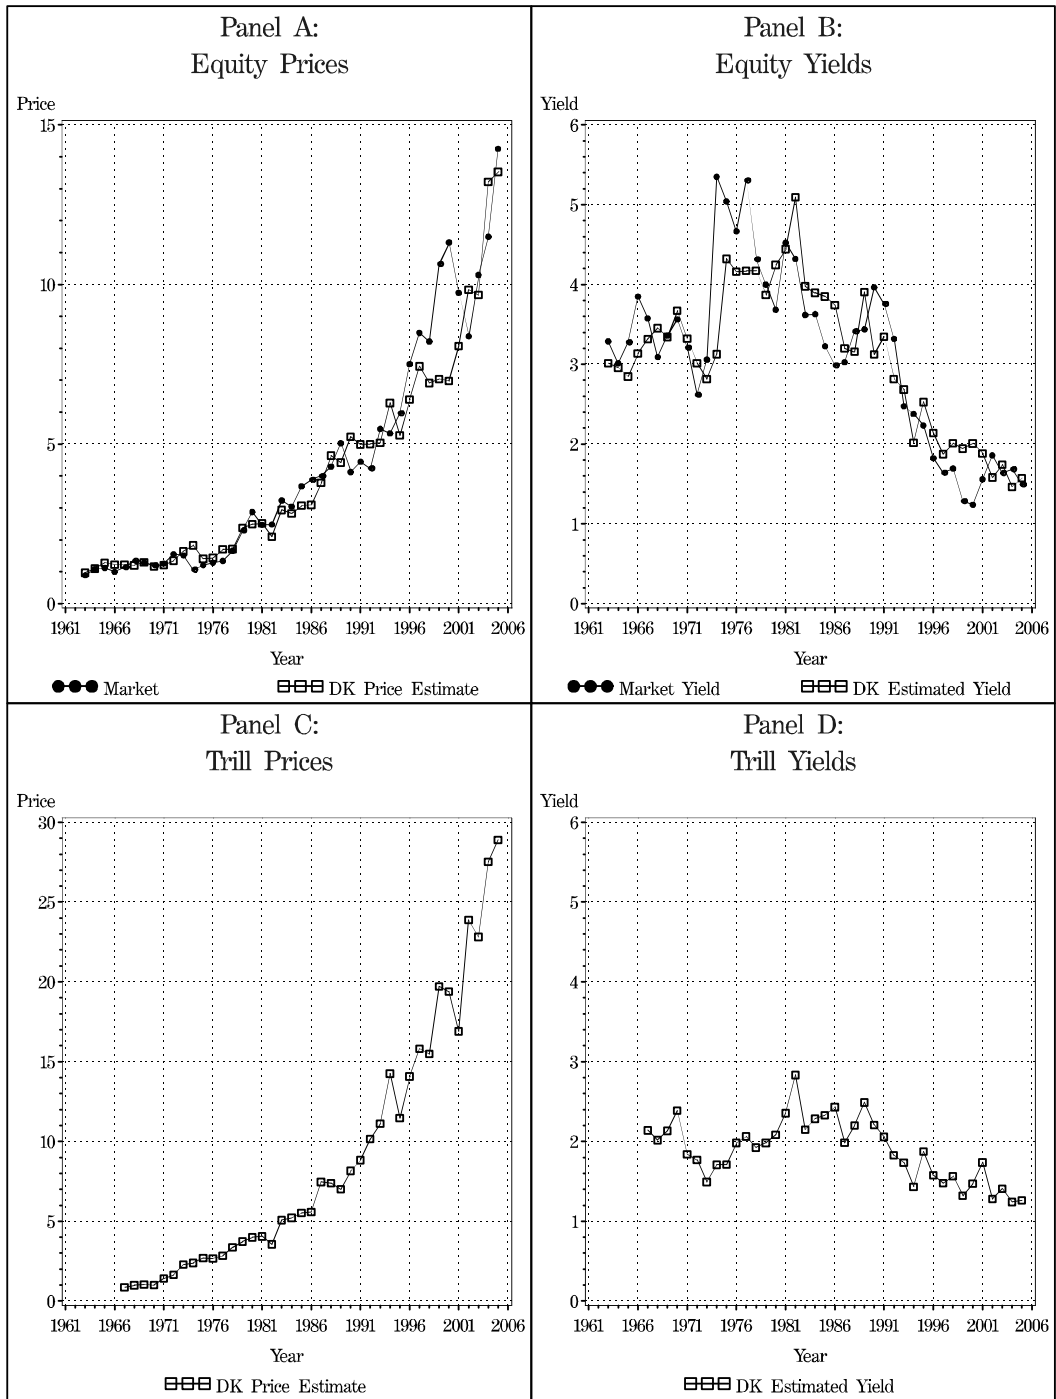 Panel A:
Equity Prices
Price
15
10
5
0
1961 1966 1971 1976 1981 1986 1991 1996 2001 2006
Year
Market DK Price Estimate
Panel B:
Equity Yields
Yield
6
5
4
3
2
1
0
1961 1966 1971 1976 1981 1986 1991 1996 2001 2006
Year
Market Yield DK Estimated Yield
Panel C:
Trill Prices
Price
30
25
20
15
10
5
0
1961 1966 1971 1976 1981 1986 1991 1996 2001 2006
Year
DK Price Estimate
Panel D:
Trill Yields
Yield
6
5
4
3
2
1
0
1961 1966 1971 1976 1981 1986 1991 1996 2001 2006
Year
DK Estimated Yield